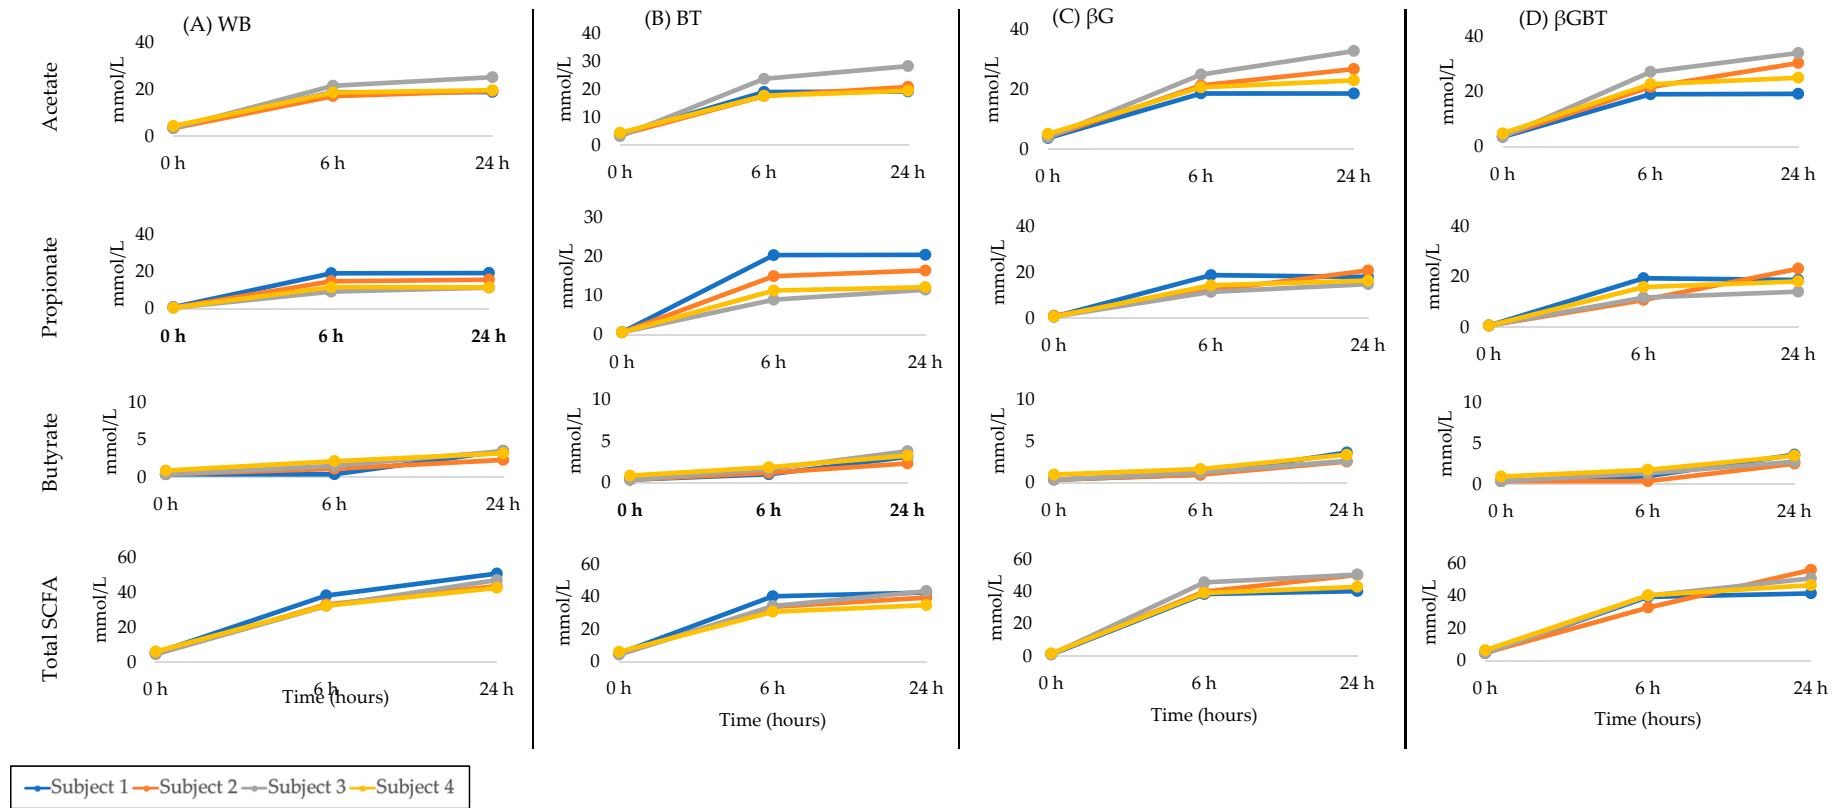 (A) WB
(B) BT
(C) βG
(D) βGBT
Acetate
mmol/L
40
20
0
0 h
6 h
24 h
mmol/L
40
30
20
10
0
0 h
6 h
24 h
mmol/L
40
20
0
0 h
6 h
24 h
mmol/L
40
20
0
0 h
6 h
24 h
Propionate
mmol/L
40
20
0
0 h
6 h
24 h
mmol/L
30
20
10
0
0 h
6 h
24 h
mmol/L
40
20
0
0 h
6 h
24 h
mmol/L
40
20
0
0 h
6 h
24 h
Butyrate
mmol/L
10
5
0
0 h
6 h
24 h
mmol/L
10
5
0
0 h
6 h
24 h
mmol/L
10
5
0
0 h
6 h
24 h
mmol/L
10
5
0
0 h
6 h
24 h
Total SCFA
mmol/L
60
40
20
0
0 h
6 h
24 h
Time (hours)
mmol/L
60
40
20
0
0 h
6 h
24 h
Time (hours)
mmol/L
60
40
20
0
0 h
6 h
24 h
Time (hours)
mmol/L
60
40
20
0
0 h
6 h
24 h
Time (hours)
Subject 1
Subject 2
Subject 3
Subject 4